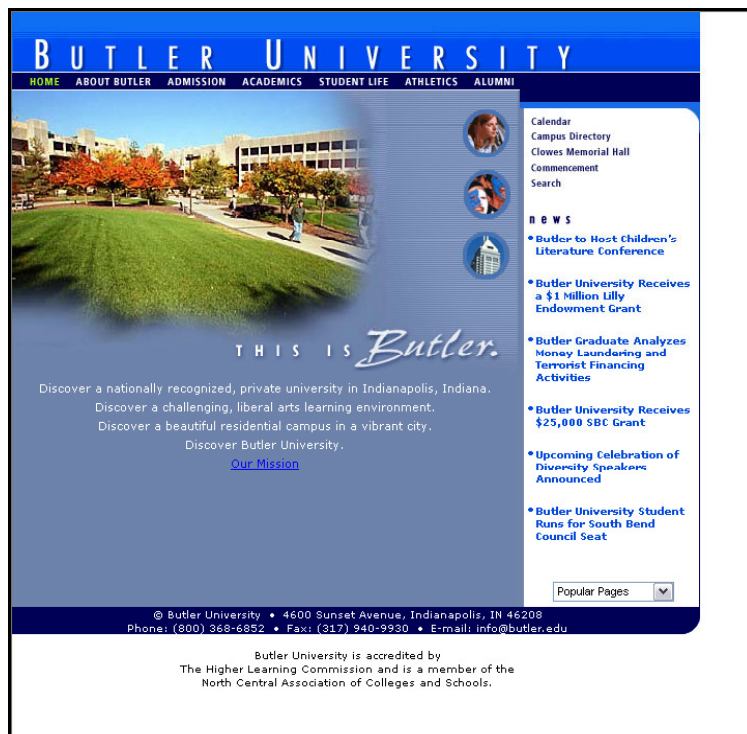 BUTLER UNIVERSITY
HOME ABOUT BUTLER ADMISSION ACADEMICS STUDENT LIFE ATHLETICS ALUMNI
THIS IS Butler.
Discover a nationally recognized, private university in Indianapolis, Indiana.
Discover a challenging, liberal arts learning environment.
Discover a beautiful residential campus in a vibrant city.
Discover Butler University.
Our Mission
Calendar
Campus Directory
Clowes Memorial Hall
Commencement
Search
news
•Butler to Host Children's
Literature Conference
•Butler University Receives
a $1 Million Lilly
Endowment Grant
•Butler Graduate Analyzes
Money Laundering and
Terrorist Financing
Activities
•Butler University Receives
$25,000 SBC Grant
•Upcoming Celebration of
Diversity Speakers
Announced
•Butler University Student
Runs for South Bend
Council Seat
Popular Pages
© Butler University • 4600 Sunset Avenue, Indianapolis, IN 46208
Phone: (800) 368-6852 • Fax: (317) 940-9930 • E-mail: info@butler.edu
Butler University is accredited by
The Higher Learning Commission and is a member of the
North Central Association of Colleges and Schools.